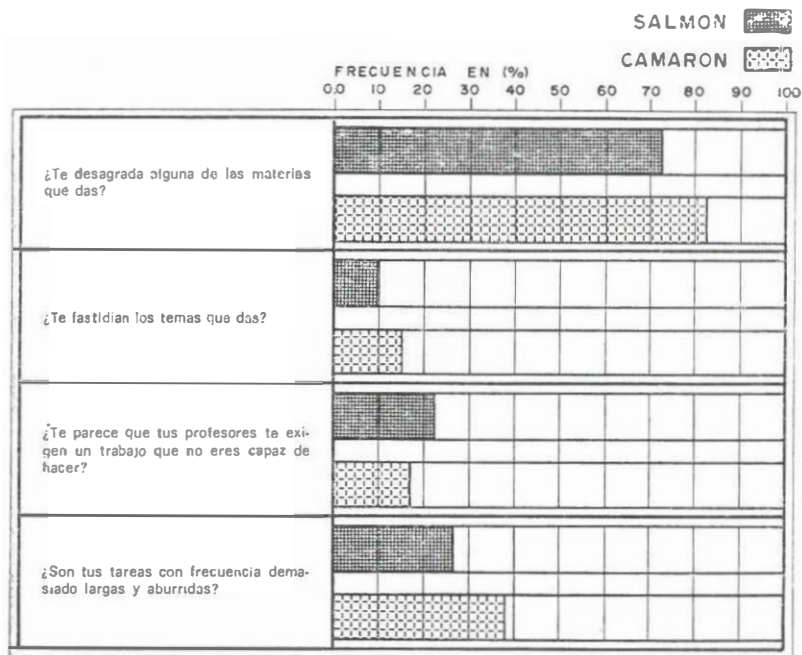 SALMON
CAMARON
FRECUENCIA EN (%)
0,0 10 20 30 40 50 60 70 80 90 100
¿Te desagrada alguna de las materias
que das?
¿Te fastidian los temas que das?
¿Te parece que tus profesores te exi-
gen un trabajo que no eres capaz de
hacer?
¿Son tus tareas con frecuencia dema-
siado largas y aburridas?